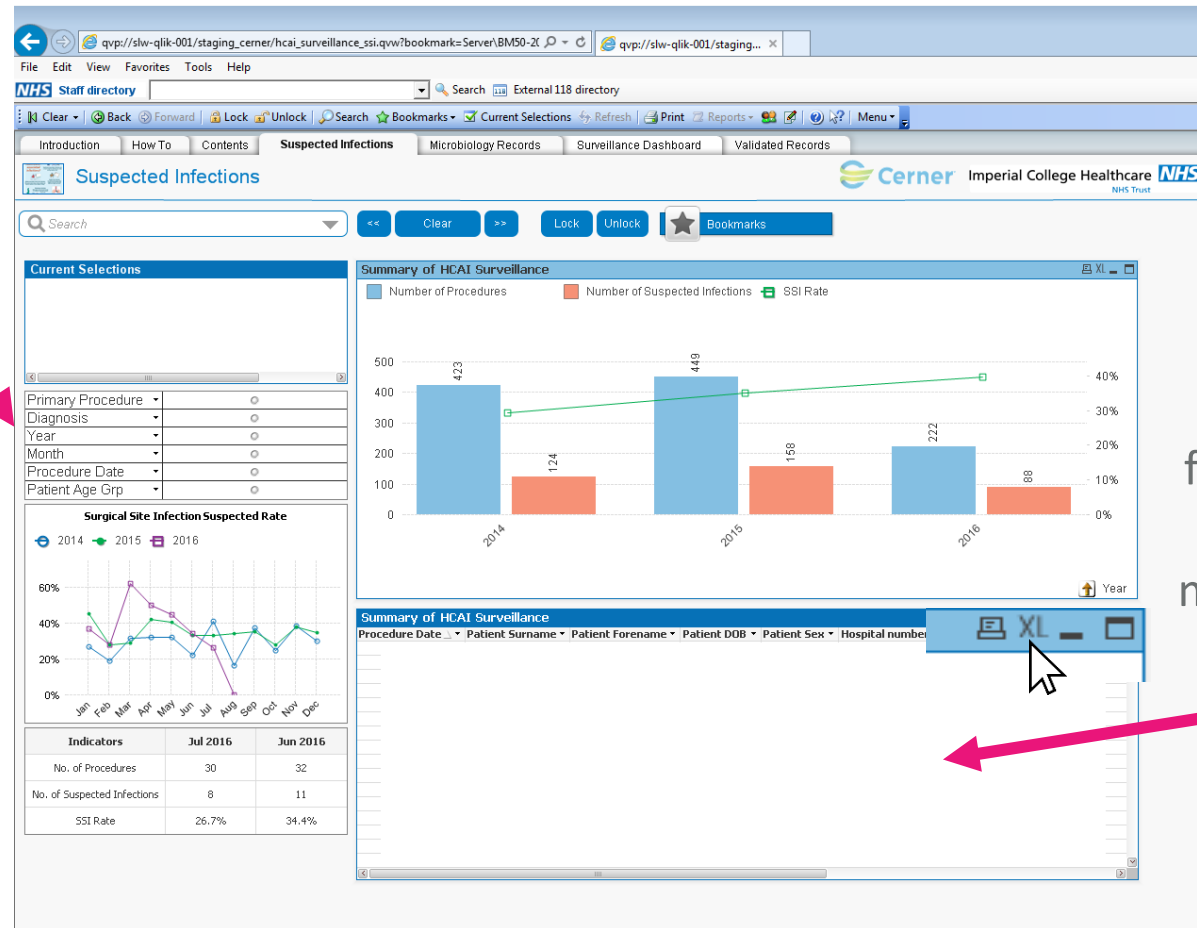 qvp://slw-qlik-001/staging_cerner/hcai_surveillance_ssi.qvw?bookmark=Server\BM50-2( qvp://slw-qlik-001/staging...
File Edit View Favorites Tools Help
NHS Staff directory Search External 118 directory
Clear Back Forward Lock Unlock Search Bookmarks Current Selections Refresh Print Reports Menu
Introduction How To Contents Suspected Infections Microbiology Records Surveillance Dashboard Validated Records
Suspected Infections Cerner Imperial College Healthcare NHS
NHS Trust
Search << Clear >> Lock Unlock Bookmarks
Current Selections
Primary Procedure
Diagnosis
Year
Month
Procedure Date
Patient Age Grp
Surgical Site Infection Suspected Rate
2014 2015 2016
60%
40%
20%
0%
Jan Feb Mar Apr May Jun Jul Aug Sep Oct Nov Dec
Indicators Jul 2016 Jun 2016
No. of Procedures 30 32
No. of Suspected Infections 8 11
SSI Rate 26.7% 34.4%
Summary of HCAI Surveillance XL
Number of Procedures Number of Suspected Infections SSI Rate
500
400
300
200
100
0
423
124
449
158
222
88
40%
30%
20%
10%
0%
2014 2015 2016
Year
Summary of HCAI Surveillance
Procedure Date Patient Surname Patient Forename Patient DOB Patient Sex Hospital number
XL
f
n